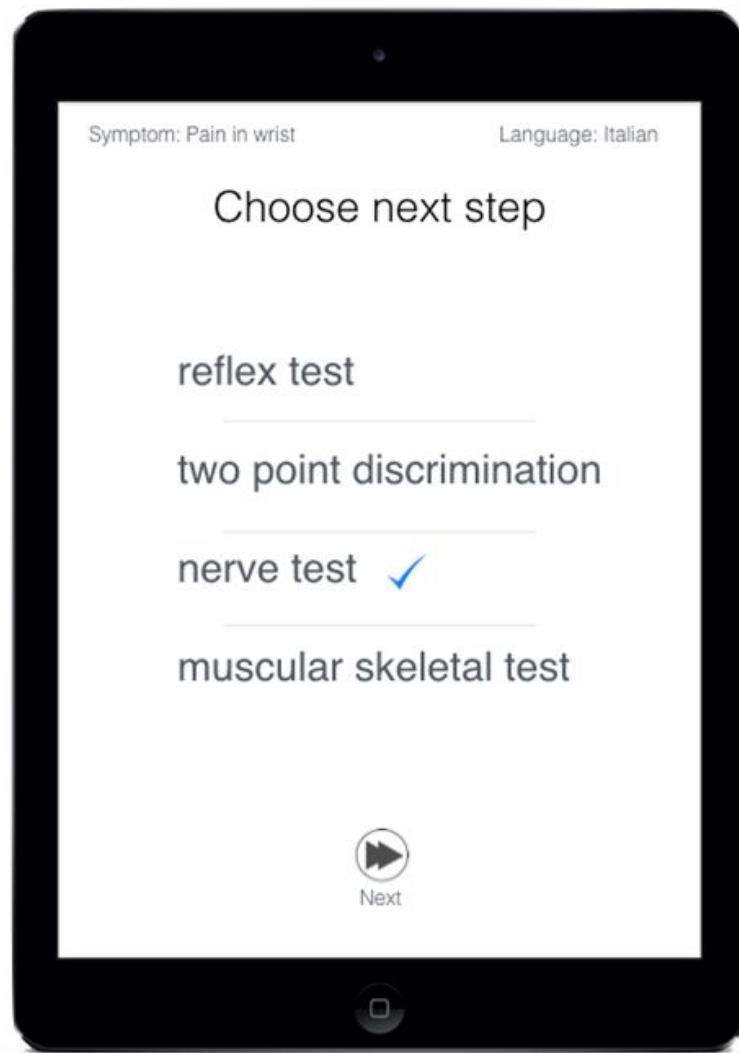 Symptom: Pain in wrist
Language: Italian
Choose next step
reflex test
two point discrimination
nerve test
muscular skeletal test
Next